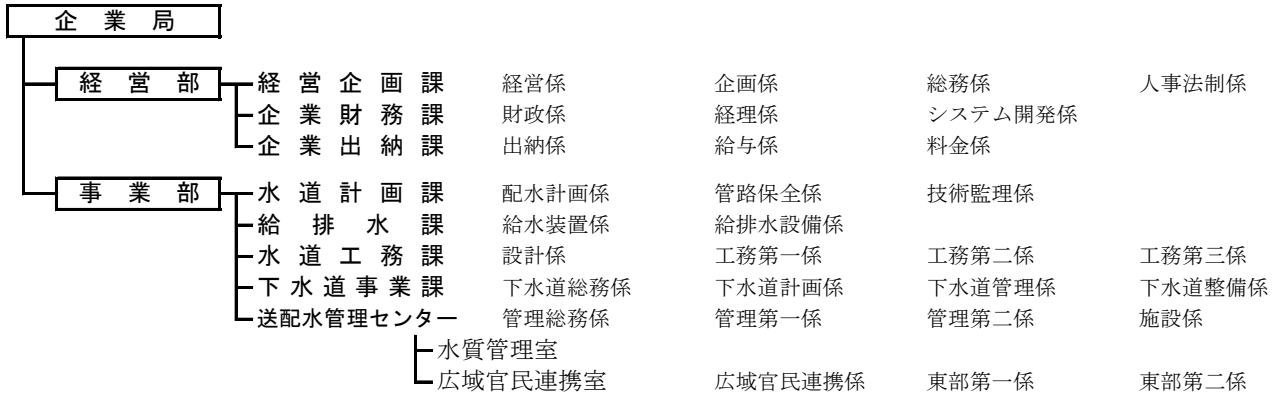 企業局
経営部 経営企画課 経営係 企画係 総務係 人事法制係
企業財務課 財政係 経理係 システム開発係
企業出納課 出納係 給与係 料金係
事業部 水道計画課 配水計画係 管路保全係 技術監理係
給排水課 給水装置係 給排水設備係
水道工務課 設計係 工務第一係 工務第二係 工務第三係
下水道事業課 下水道総務係 下水道計画係 下水道管理係 下水道整備係
送配水管理センター 管理総務係 管理第一係 管理第二係 施設係
水質管理室
広域官民連携室 広域官民連携係 東部第一係 東部第二係